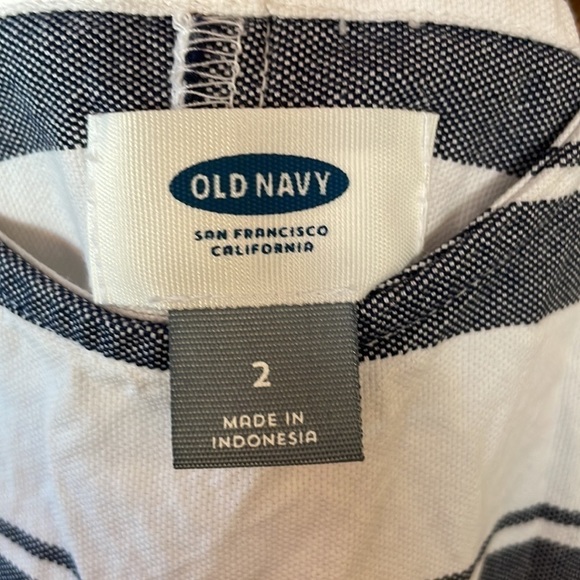 OLD NAVY
SAN FRANCISCO
CALIFORNIA
2
MADE IN
INDONESIA